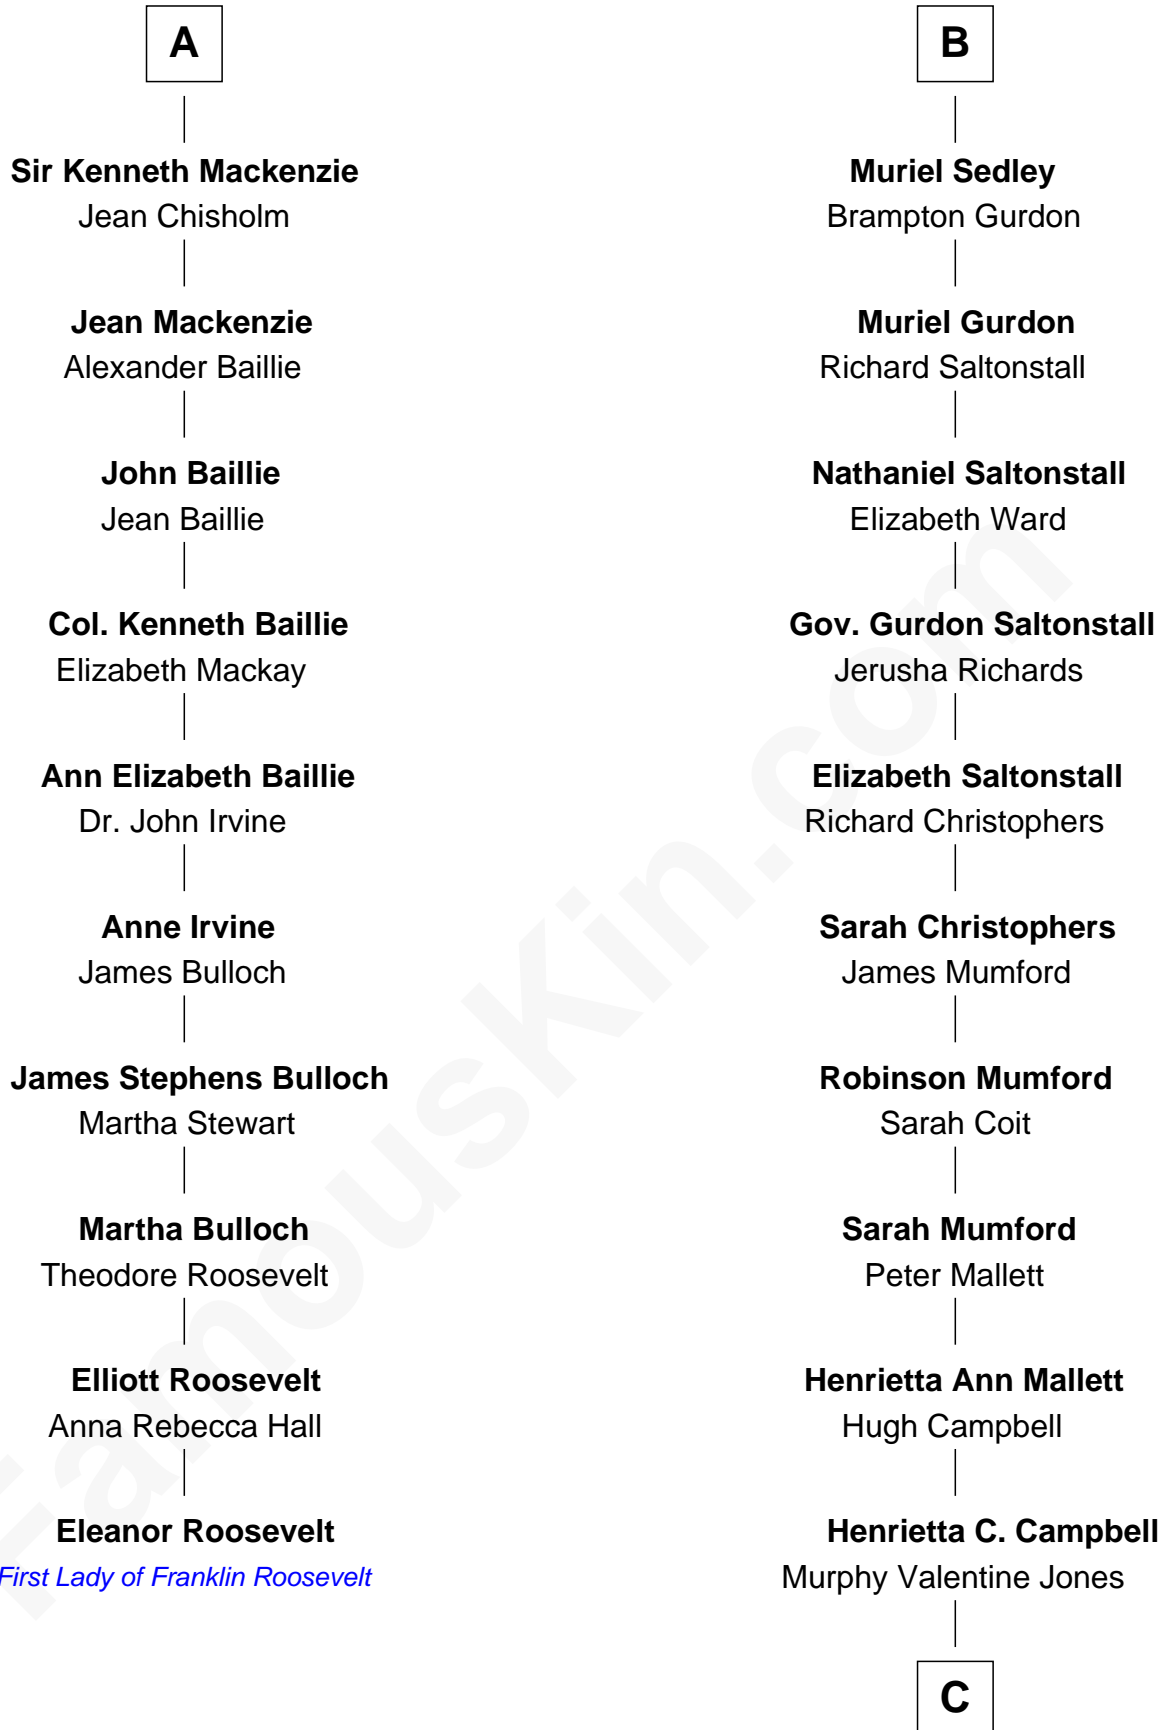 A
Sir Kenneth Mackenzie
Jean Chisholm
Jean Mackenzie
Alexander Baillie
John Baillie
Jean Baillie
Col. Kenneth Baillie
Elizabeth Mackay
Ann Elizabeth Baillie
Dr. John Irvine
Anne Irvine
James Bulloch
James Stephens Bulloch
Martha Stewart
Martha Bulloch
Theodore Roosevelt
Elliott Roosevelt
Anna Rebecca Hall
Eleanor Roosevelt
First Lady of Franklin Roosevelt
B
Muriel Sedley
Brampton Gurdon
Muriel Gurdon
Richard Saltonstall
Nathaniel Saltonstall
Elizabeth Ward
Gov. Gurdon Saltonstall
Jerusha Richards
Elizabeth Saltonstall
Richard Christophers
Sarah Christophers
James Mumford
Robinson Mumford
Sarah Coit
Sarah Mumford
Peter Mallett
Henrietta Ann Mallett
Hugh Campbell
Henrietta C. Campbell
Murphy Valentine Jones
C
FamousKin.com